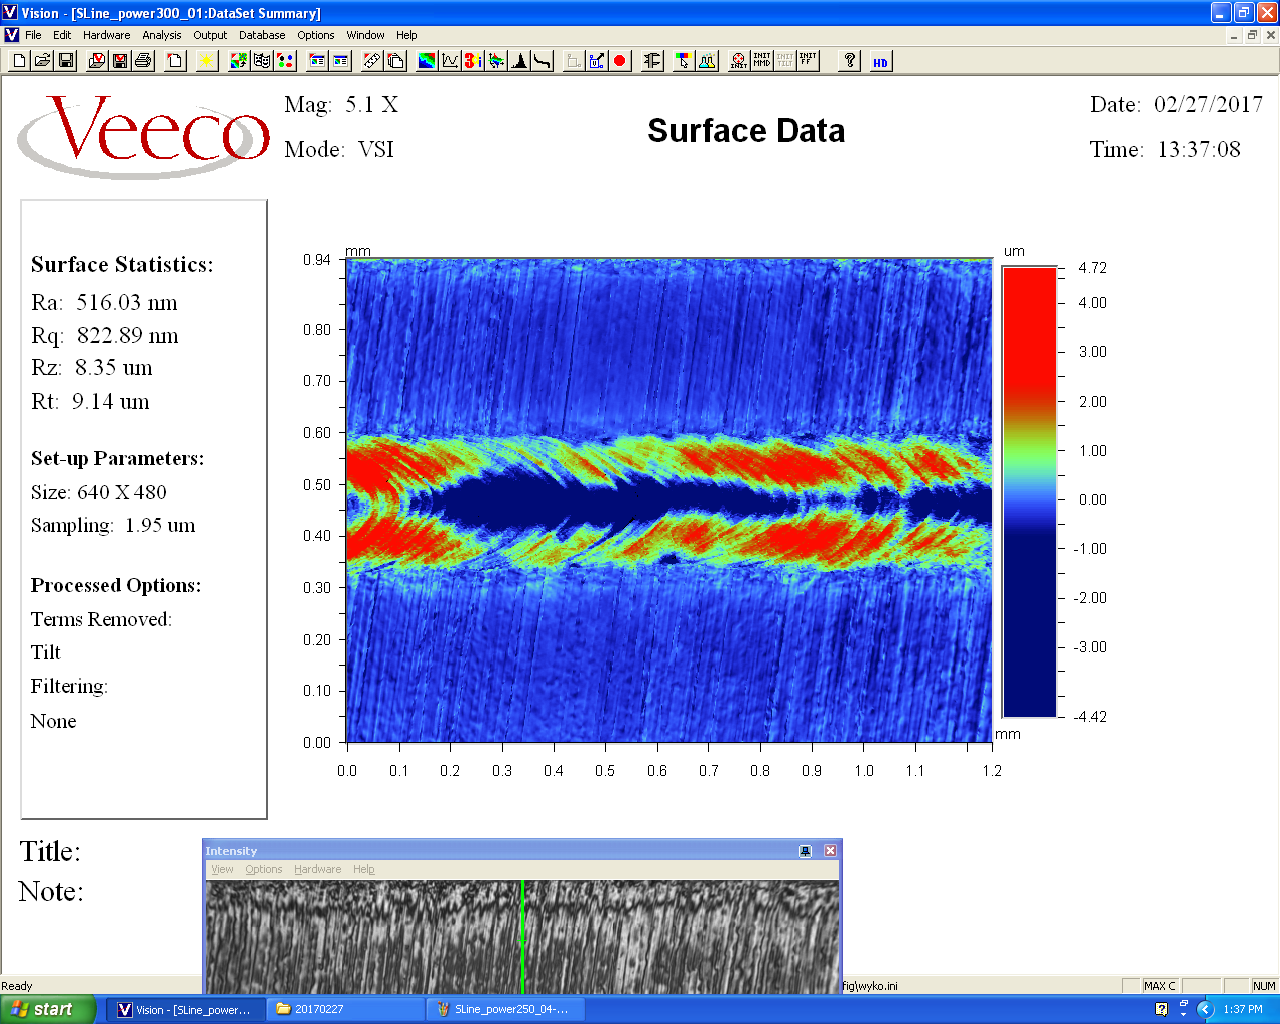 Vision - [SLine_power300_01:DataSet Summary]
File Edit Hardware Analysis Output Database Options Window Help
INIT INIT MMD INIT TILT INIT FF ? HD
Veeco
Mag: 5.1 X
Mode: VSI
Surface Data
Date: 02/27/2017
Time: 13:37:08
Surface Statistics:
Ra: 516.03 nm
Rq: 822.89 nm
Rz: 8.35 um
Rt: 9.14 um
Set-up Parameters:
Size: 640 X 480
Sampling: 1.95 um
Processed Options:
Terms Removed:
Tilt
Filtering:
None
mm
0.94
0.80
0.70
0.60
0.50
0.40
0.30
0.20
0.10
0.00
0.0 0.1 0.2 0.3 0.4 0.5 0.6 0.7 0.8 0.9 1.0 1.1 1.2
mm
um
4.72
4.00
3.00
2.00
1.00
0.00
-1.00
-2.00
-3.00
-4.42
Title:
Note:
Intensity
View Options Hardware Help
Ready
fig\wyko.ini
MAX C
NUM
start
Vision - [SLine_power...
20170227
SLine_power250_04-...
1:37 PM